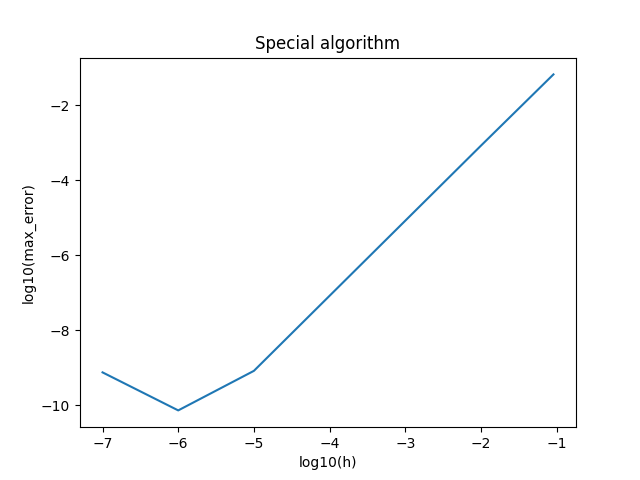 Special algorithm
−2
−4
−6
−8
−10
log10(max_error)
−7 −6 −5 −4 −3 −2 −1
log10(h)